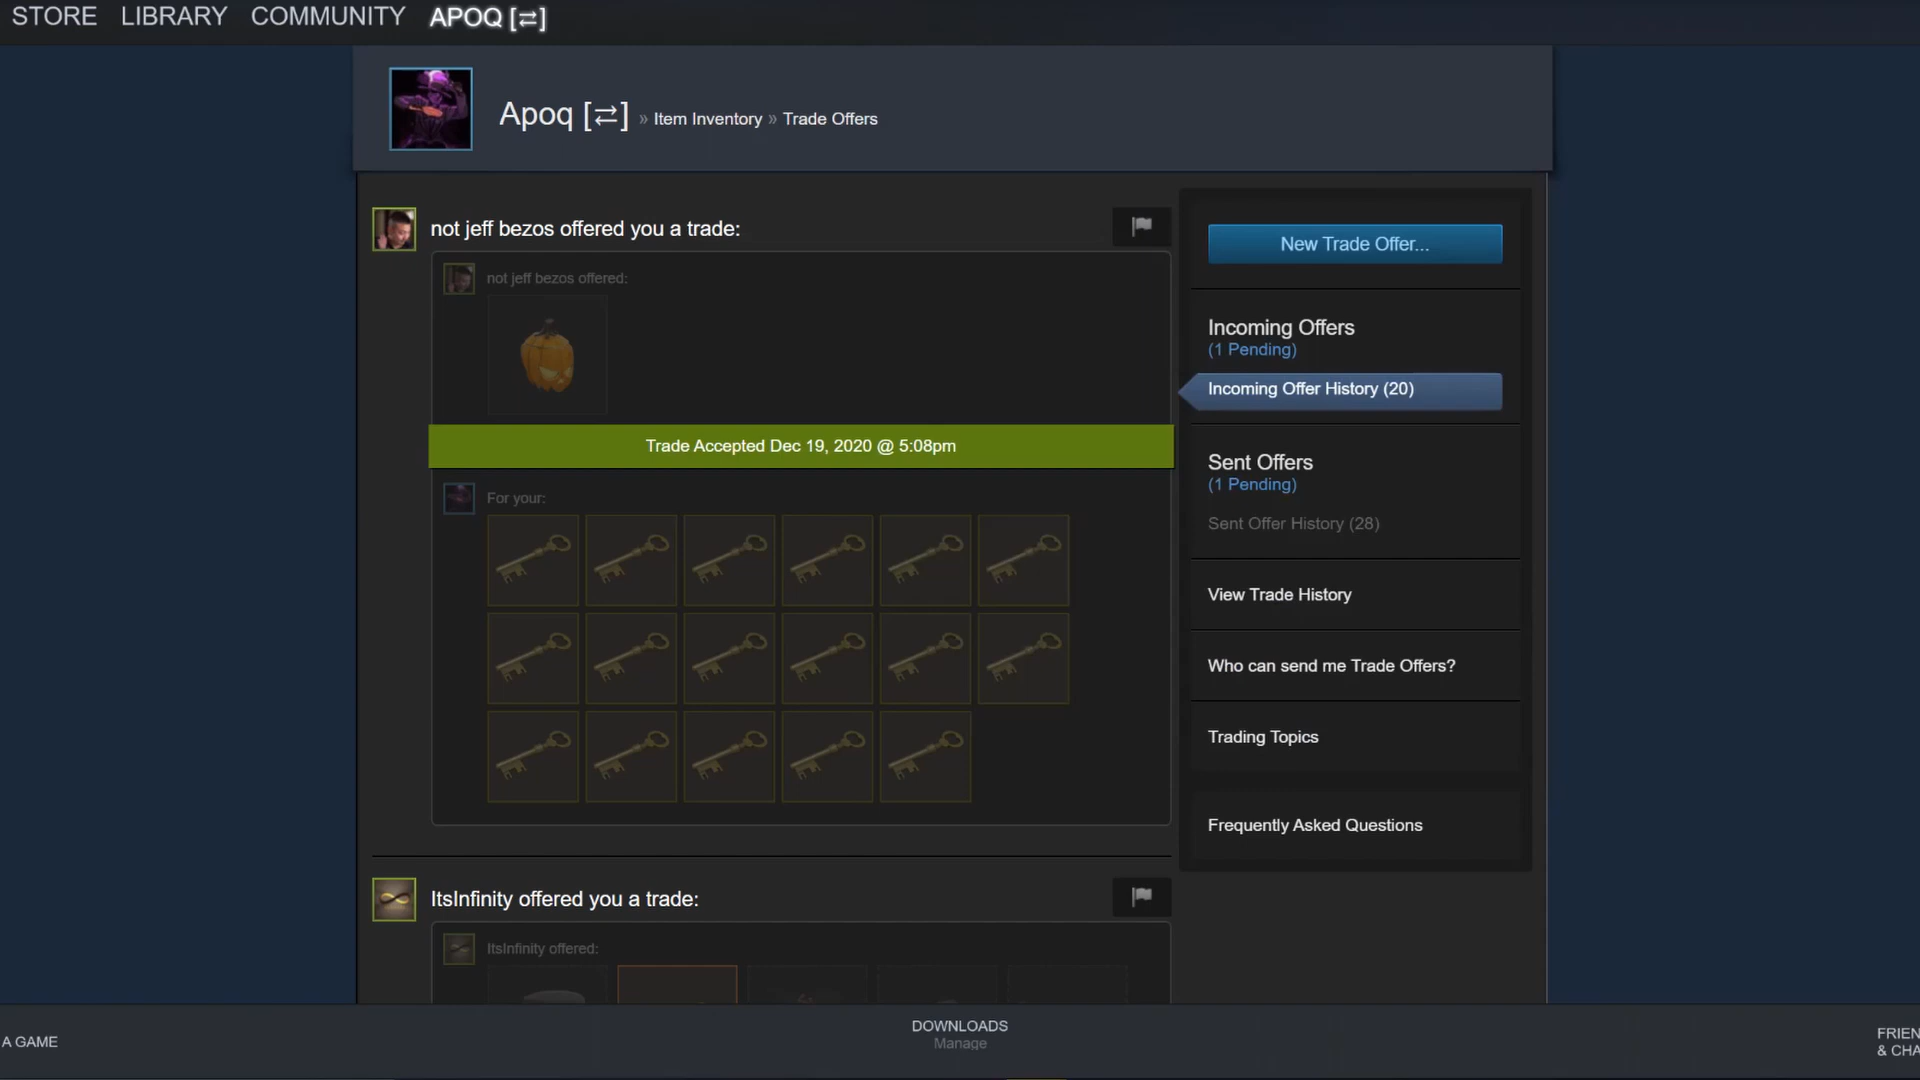 STORE LIBRARY COMMUNITY APOQ [⇄]
Apoq [⇄] » Item Inventory » Trade Offers
not jeff bezos offered you a trade:
not jeff bezos offered:
Trade Accepted Dec 19, 2020 @ 5:08pm
For your:
ItsInfinity offered you a trade:
ItsInfinity offered:
New Trade Offer...
Incoming Offers
(1 Pending)
Incoming Offer History (20)
Sent Offers
(1 Pending)
Sent Offer History (28)
View Trade History
Who can send me Trade Offers?
Trading Topics
Frequently Asked Questions
A GAME
DOWNLOADS
Manage
FRIEN
& CHA